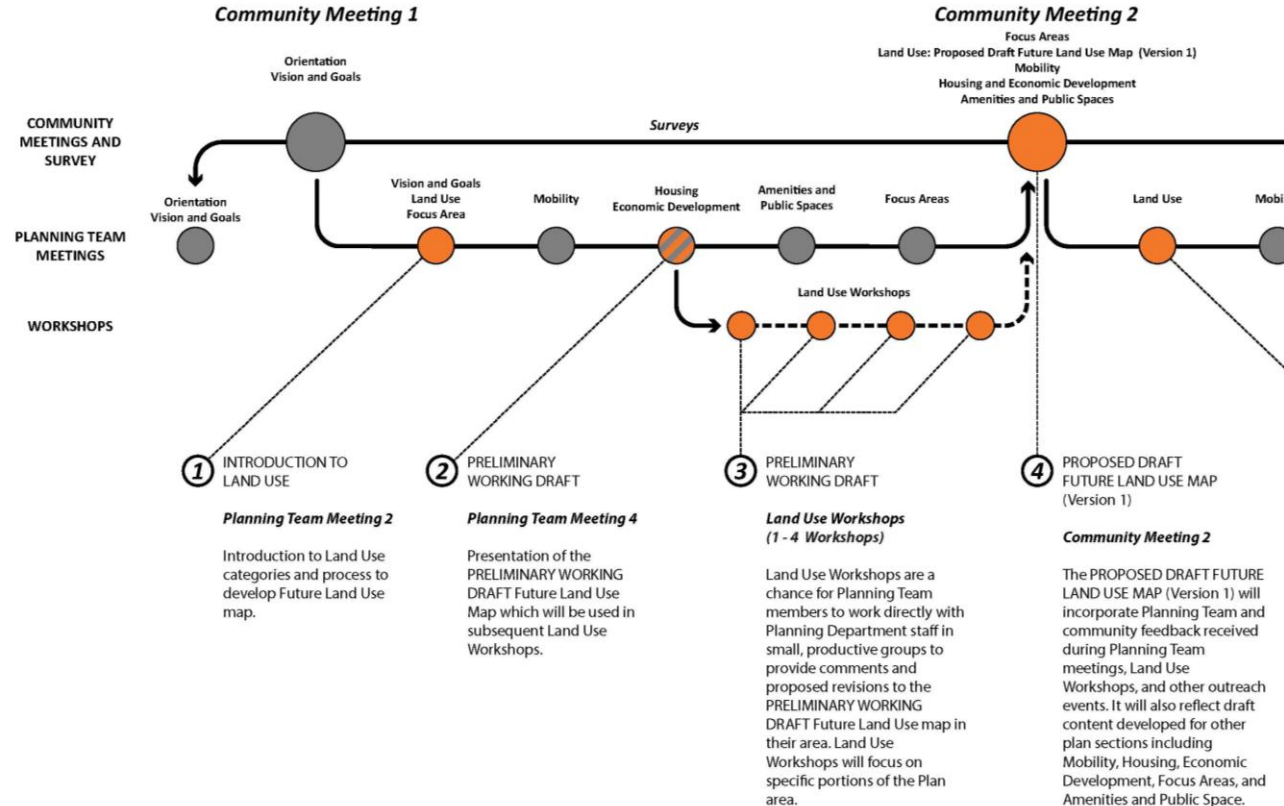 Community Meeting 1
Community Meeting 2
Orientation
Vision and Goals
Focus Areas
Land Use: Proposed Draft Future Land Use Map (Version 1)
Mobility
Housing and Economic Development
Amenities and Public Spaces
COMMUNITY
MEETINGS AND
SURVEY
Surveys
Orientation
Vision and Goals
Vision and Goals
Land Use
Focus Area
Mobility
Housing
Economic Development
Amenities and
Public Spaces
Focus Areas
Land Use
Mobi
PLANNING TEAM
MEETINGS
WORKSHOPS
Land Use Workshops
1 INTRODUCTION TO
LAND USE
Planning Team Meeting 2
Introduction to Land Use
categories and process to
develop Future Land Use
map.
2 PRELIMINARY
WORKING DRAFT
Planning Team Meeting 4
Presentation of the
PRELIMINARY WORKING
DRAFT Future Land Use
Map which will be used in
subsequent Land Use
Workshops.
3 PRELIMINARY
WORKING DRAFT
Land Use Workshops
(1 - 4 Workshops)
Land Use Workshops are a
chance for Planning Team
members to work directly with
Planning Department staff in
small, productive groups to
provide comments and
proposed revisions to the
PRELIMINARY WORKING
DRAFT Future Land Use map in
their area. Land Use
Workshops will focus on
specific portions of the Plan
area.
4 PROPOSED DRAFT
FUTURE LAND USE MAP
(Version 1)
Community Meeting 2
The PROPOSED DRAFT FUTURE
LAND USE MAP (Version 1) will
incorporate Planning Team and
community feedback received
during Planning Team
meetings, Land Use
Workshops, and other outreach
events. It will also reflect draft
content developed for other
plan sections including
Mobility, Housing, Economic
Development, Focus Areas, and
Amenities and Public Space.